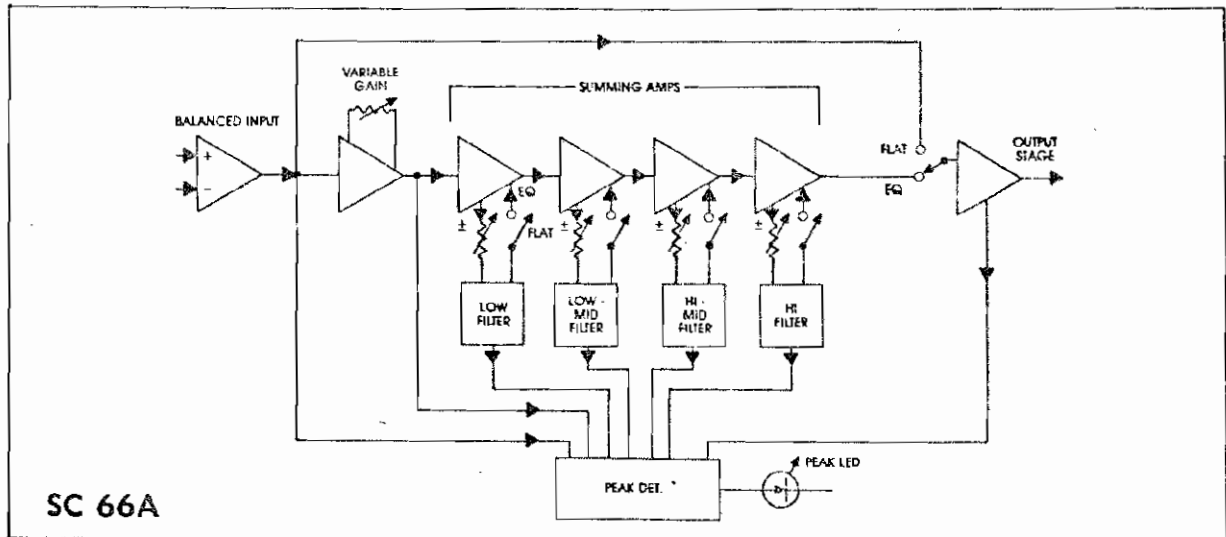 VARIABLE
GAIN
SUMMING AMPS
BALANCED INPUT
+
−
FLAT
EQ
OUTPUT
STAGE
EQ
FLAT
±
±
±
±
LOW
FILTER
LOW -
MID
FILTER
HI -
MID
FILTER
HI
FILTER
PEAK DET.
PEAK LED
SC 66A